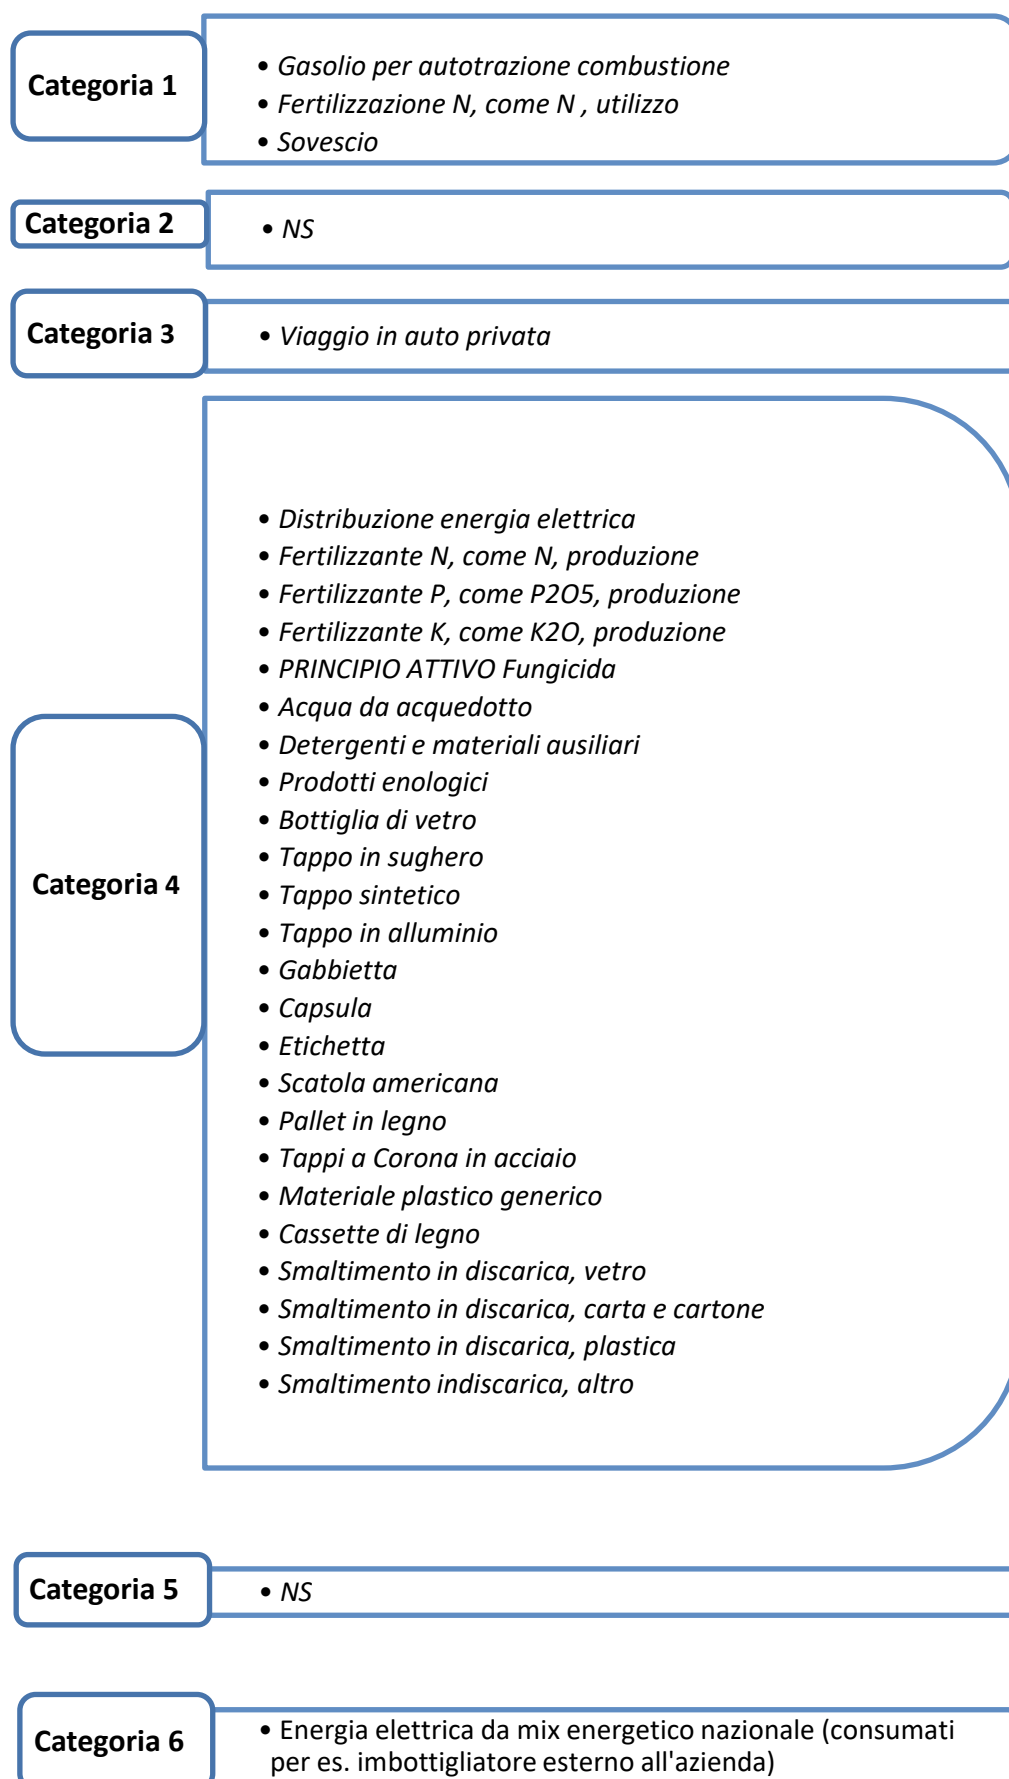 Categoria 1
• Gasolio per autotrazione combustione
• Fertilizzazione N, come N , utilizzo
• Sovescio
Categoria 2
• NS
Categoria 3
• Viaggio in auto privata
Categoria 4
• Distribuzione energia elettrica
• Fertilizzante N, come N, produzione
• Fertilizzante P, come P2O5, produzione
• Fertilizzante K, come K2O, produzione
• PRINCIPIO ATTIVO Fungicida
• Acqua da acquedotto
• Detergenti e materiali ausiliari
• Prodotti enologici
• Bottiglia di vetro
• Tappo in sughero
• Tappo sintetico
• Tappo in alluminio
• Gabbietta
• Capsula
• Etichetta
• Scatola americana
• Pallet in legno
• Tappi a Corona in acciaio
• Materiale plastico generico
• Cassette di legno
• Smaltimento in discarica, vetro
• Smaltimento in discarica, carta e cartone
• Smaltimento in discarica, plastica
• Smaltimento indiscarica, altro
Categoria 5
• NS
Categoria 6
• Energia elettrica da mix energetico nazionale (consumati
per es. imbottigliatore esterno all'azienda)